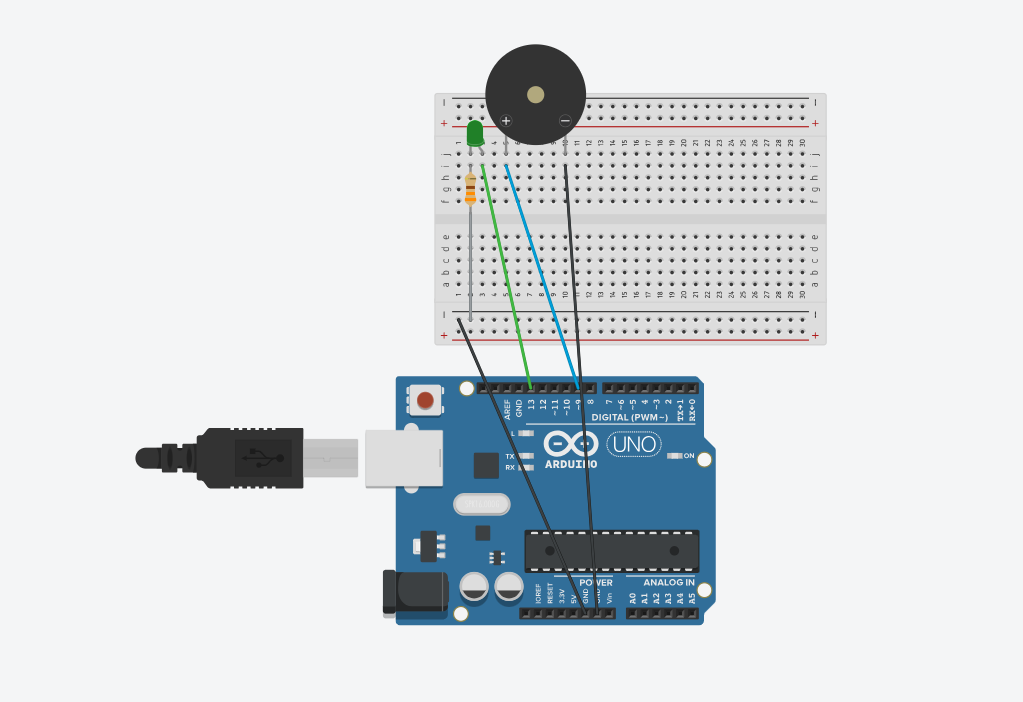 − −
+ +
+ −
1 2 3 4 5 6 7 8 9 10 11 12 13 14 15 16 17 18 19 20 21 22 23 24 25 26 27 28 29 30
j j
i i
h h
g g
f f
e e
d d
c c
b b
a a
1 2 3 4 5 6 7 8 9 10 11 12 13 14 15 16 17 18 19 20 21 22 23 24 25 26 27 28 29 30
− −
+ +
AREF GND 13 12 ~11 ~10 ~9 8 7 ~6 ~5 4 ~3 2 TX→1 RX←0
DIGITAL (PWM~)
L
TX
RX
UNO
ARDUINO
ON
POWER ANALOG IN
IOREF RESET 3.3V 5V GND GND Vin A0 A1 A2 A3 A4 A5